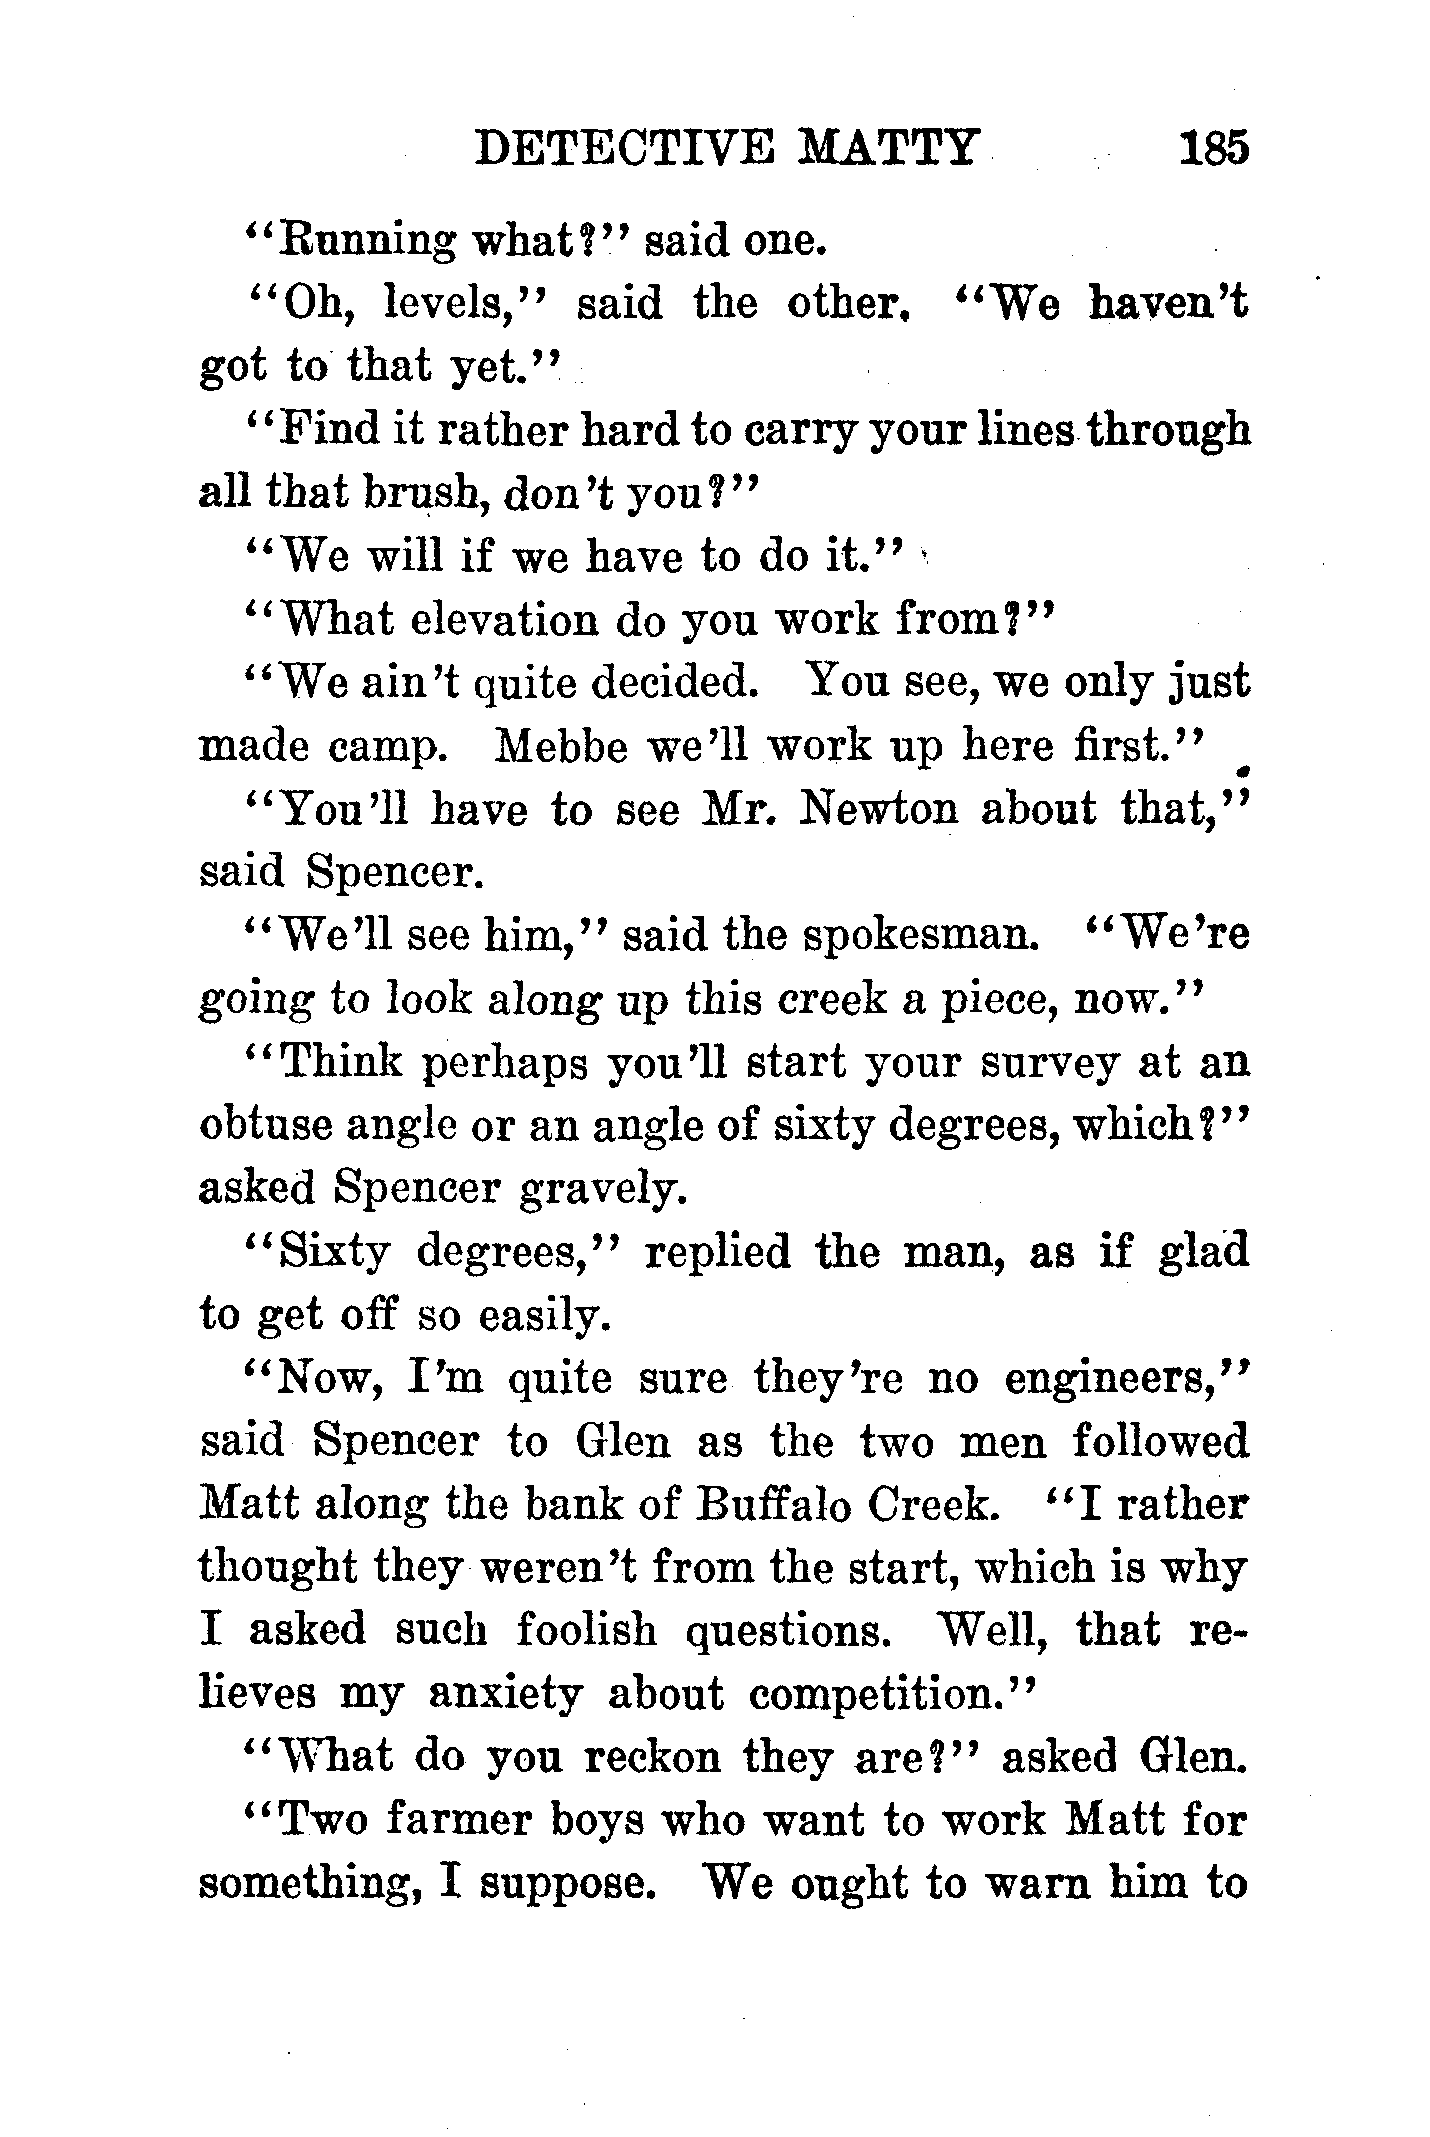 DETECTIVE MATTY 185
“Running what?” said one.
“Oh, levels,” said the other. “We haven’t
got to that yet.”
“Find it rather hard to carry your lines through
all that brush, don’t you?”
“We will if we have to do it.”
“What elevation do you work from?”
“We ain’t quite decided. You see, we only just
made camp. Mebbe we’ll work up here first.”
“You’ll have to see Mr. Newton about that,”
said Spencer.
“We’ll see him,” said the spokesman. “We’re
going to look along up this creek a piece, now.”
“Think perhaps you’ll start your survey at an
obtuse angle or an angle of sixty degrees, which?”
asked Spencer gravely.
“Sixty degrees,” replied the man, as if glad
to get off so easily.
“Now, I’m quite sure they’re no engineers,”
said Spencer to Glen as the two men followed
Matt along the bank of Buffalo Creek. “I rather
thought they weren’t from the start, which is why
I asked such foolish questions. Well, that re-
lieves my anxiety about competition.”
“What do you reckon they are?” asked Glen.
“Two farmer boys who want to work Matt for
something, I suppose. We ought to warn him to